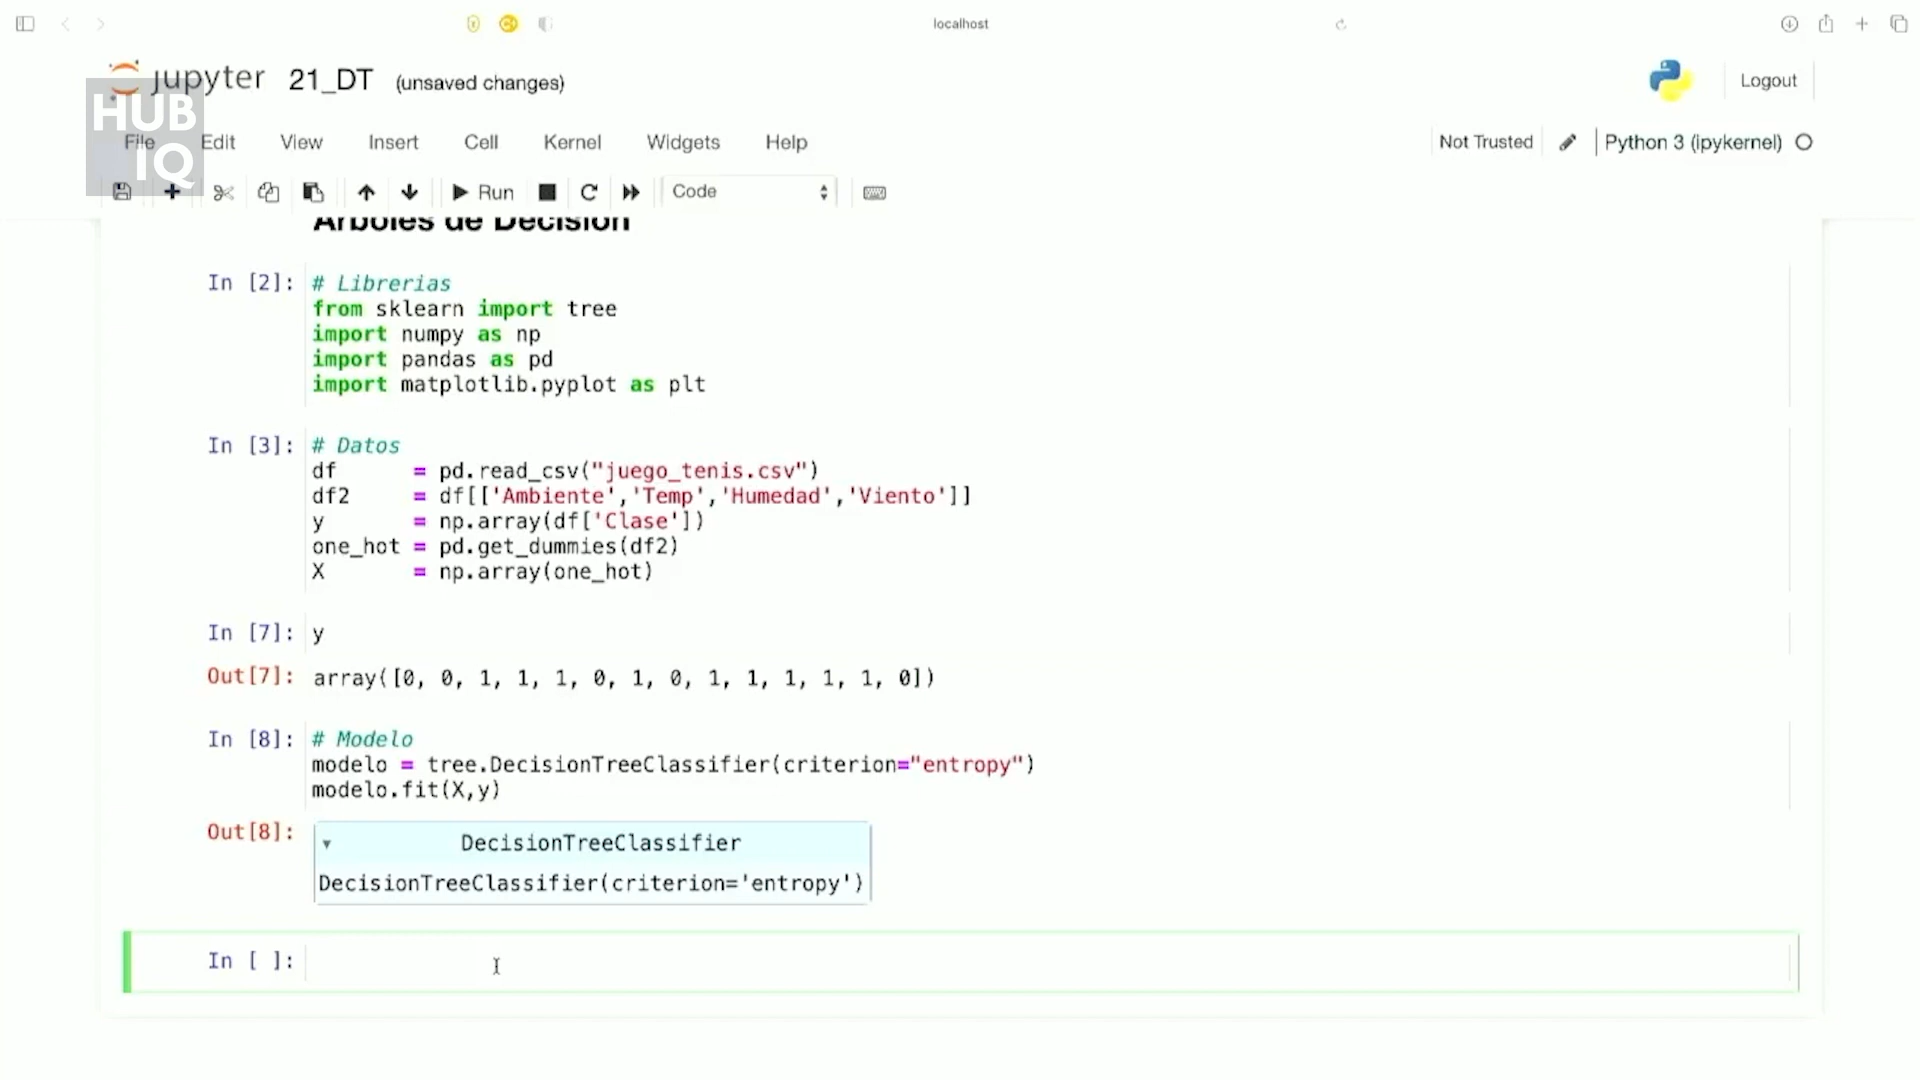 localhost
jupyter 21_DT (unsaved changes)
Logout
HUB
IQ
File Edit View Insert Cell Kernel Widgets Help
Not Trusted Python 3 (ipykernel)
Run Code
Árboles de Decisión
In [2]: # Librerias
from sklearn import tree
import numpy as np
import pandas as pd
import matplotlib.pyplot as plt
In [3]: # Datos
df = pd.read_csv("juego_tenis.csv")
df2 = df[['Ambiente','Temp','Humedad','Viento']]
y = np.array(df['Clase'])
one_hot = pd.get_dummies(df2)
X = np.array(one_hot)
In [7]: y
Out[7]: array([0, 0, 1, 1, 1, 0, 1, 0, 1, 1, 1, 1, 1, 0])
In [8]: # Modelo
modelo = tree.DecisionTreeClassifier(criterion="entropy")
modelo.fit(X,y)
Out[8]: DecisionTreeClassifier
DecisionTreeClassifier(criterion='entropy')
In [ ]: